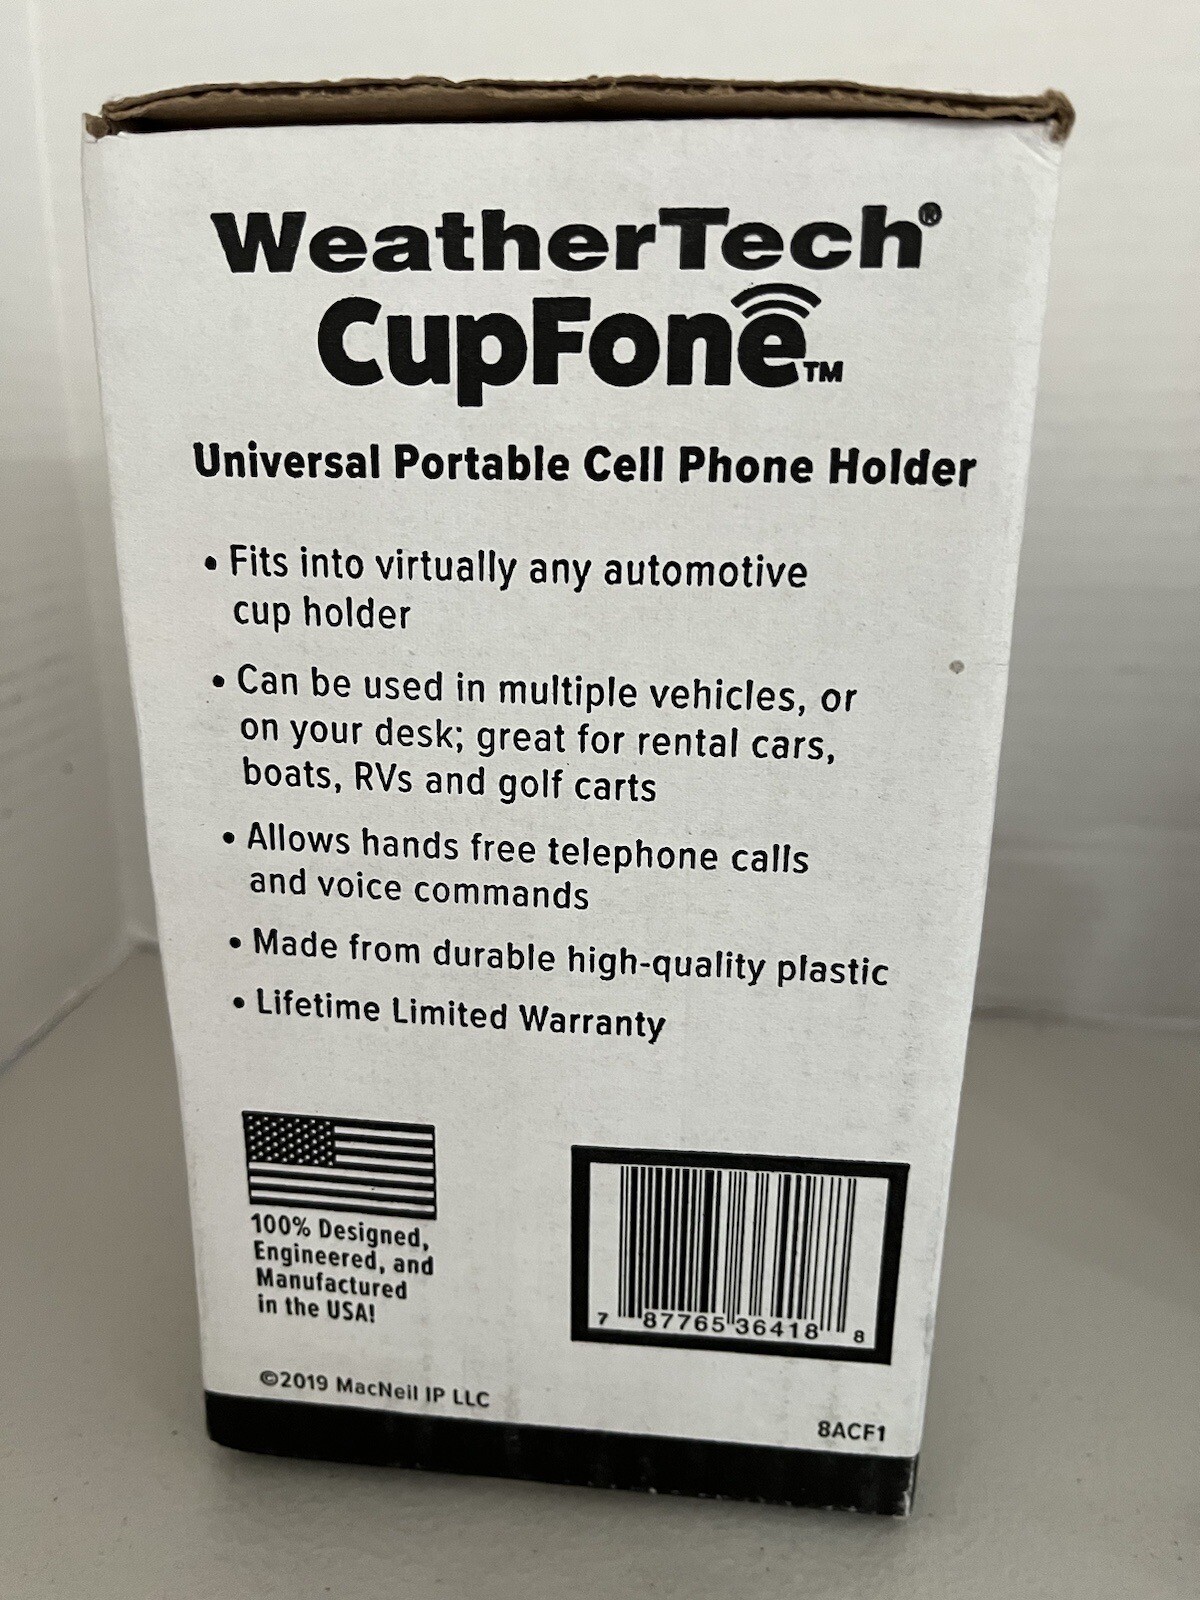 WeatherTech®
CupFone™
Universal Portable Cell Phone Holder
• Fits into virtually any automotive
cup holder
• Can be used in multiple vehicles, or
on your desk; great for rental cars,
boats, RVs and golf carts
• Allows hands free telephone calls
and voice commands
• Made from durable high-quality plastic
• Lifetime Limited Warranty
100% Designed,
Engineered, and
Manufactured
in the USA!
7 87765 36418 8
©2019 MacNeil IP LLC
8ACF1